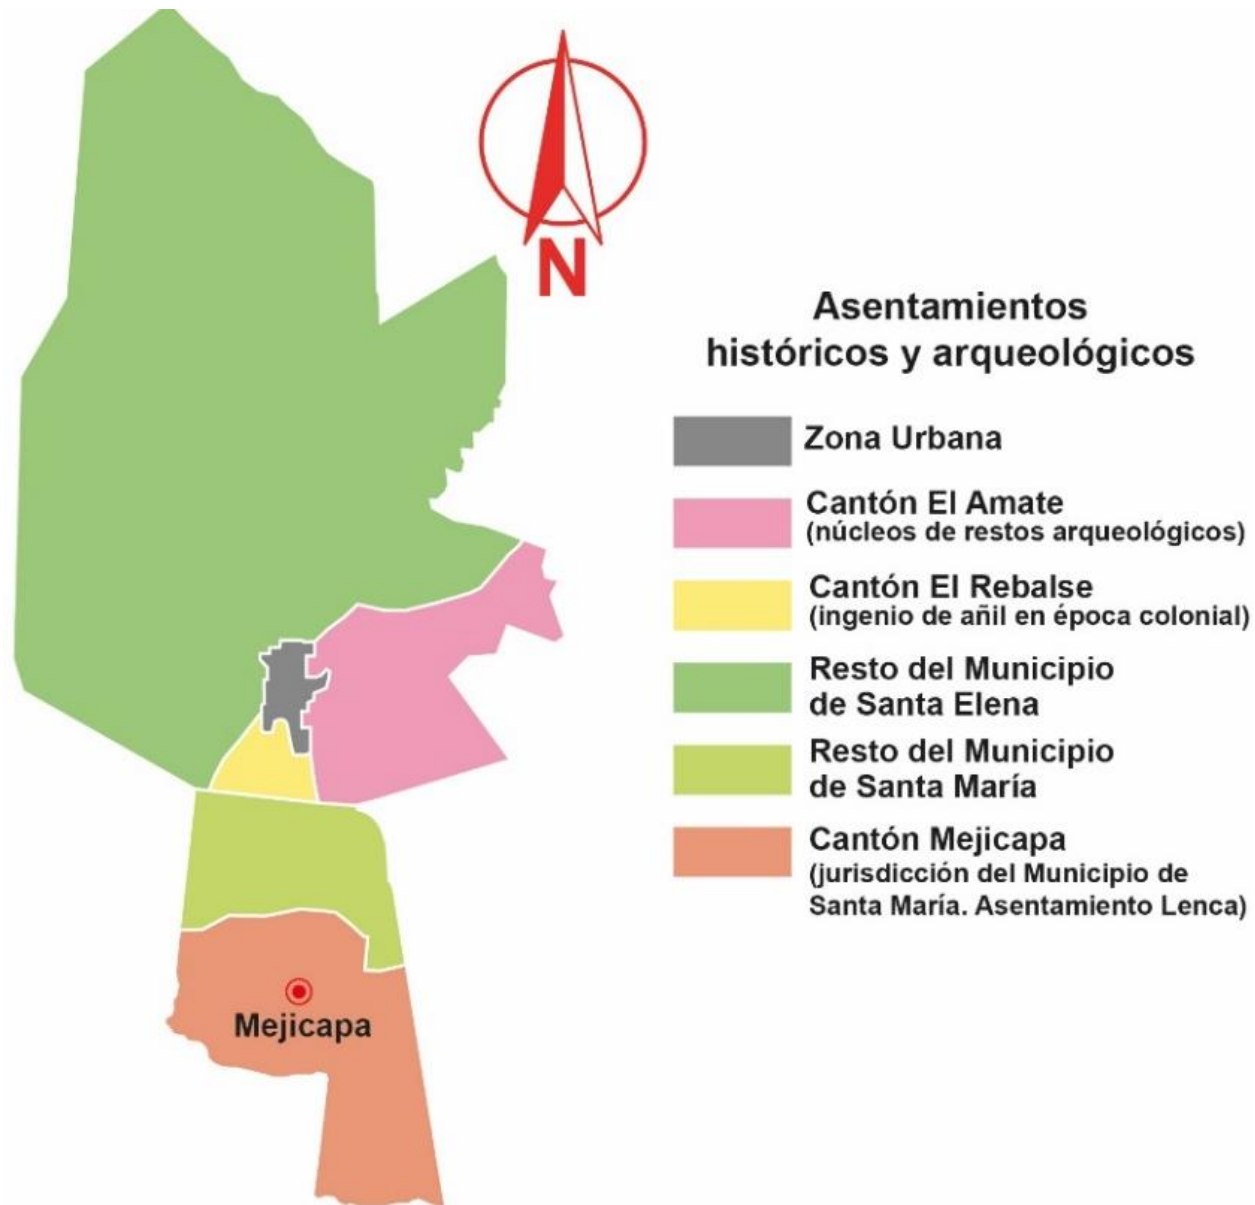 N
Asentamientos
históricos y arqueológicos
Zona Urbana
Cantón El Amate
(núcleos de restos arqueológicos)
Cantón El Rebalse
(ingenio de añil en época colonial)
Resto del Municipio
de Santa Elena
Resto del Municipio
de Santa María
Cantón Mejicapa
(jurisdicción del Municipio de
Santa María. Asentamiento Lenca)
Mejicapa